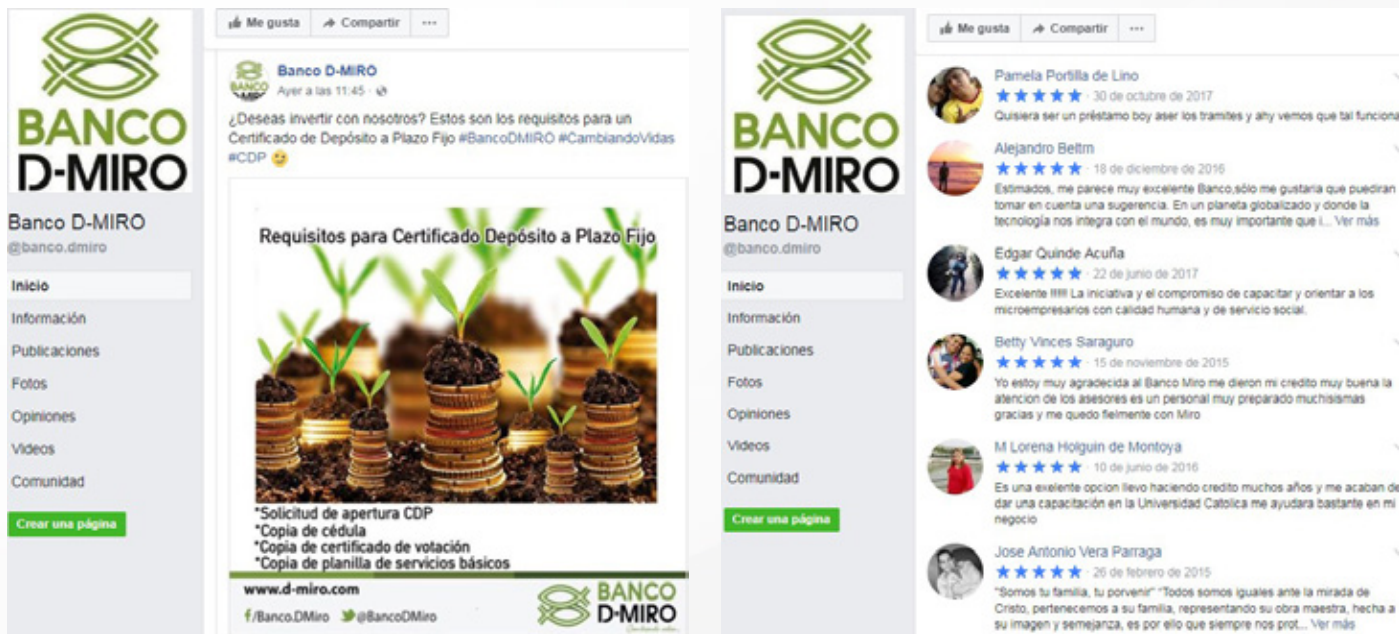 BANCO
D-MIRO
Banco D-MIRO
@banco.dmiro
Inicio
Información
Publicaciones
Fotos
Opiniones
Videos
Comunidad
Crear una página
Me gusta
Compartir
Banco D-MIRO
Ayer a las 11:45
¿Deseas invertir con nosotros? Estos son los requisitos para un
Certificado de Depósito a Plazo Fijo #BancoDMIRO #CambiandoVidas
#CDP
Requisitos para Certificado Depósito a Plazo Fijo
*Solicitud de apertura CDP
*Copia de cédula
*Copia de certificado de votación
*Copia de planilla de servicios básicos
www.d-miro.com
f/Banco.DMiro @BancoDMiro
BANCO
D-MIRO
BANCO
D-MIRO
Banco D-MIRO
@banco.dmiro
Inicio
Información
Publicaciones
Fotos
Opiniones
Videos
Comunidad
Crear una página
Me gusta
Compartir
Pamela Portilla de Lino
30 de octubre de 2017
Quisiera ser un préstamo boy aser los tramites y ahy vemos que tal funciona
Alejandro Beltrn
18 de diciembre de 2016
Estimados, me parece muy excelente Banco,sólo me gustaria que puediran
tomar en cuenta una sugerencia. En un planeta globalizado y donde la
tecnología nos integra con el mundo, es muy importante que i... Ver más
Edgar Quinde Acuña
22 de junio de 2017
Excelente !!!!!! La iniciativa y el compromiso de capacitar y orientar a los
microempresarios con calidad humana y de servicio social.
Betty Vinces Saraguro
15 de noviembre de 2015
Yo estoy muy agradecida al Banco Miro me dieron mi credito muy buena la
atencion de los asesores es un personal muy preparado muchisismas
gracias y me quedo fielmente con Miro
M Lorena Holguin de Montoya
10 de junio de 2016
Es una exelente opcion llevo haciendo credito muchos años y me acaban de
dar una capacitación en la Universidad Catolica me ayudara bastante en mi
negocio
Jose Antonio Vera Parraga
26 de febrero de 2015
"Somos tu familia, tu porvenir" "Todos somos iguales ante la mirada de
Cristo, pertenecemos a su familia, representando su obra maestra, hecha a
su imagen y semejanza, es por ello que siempre nos prot... Ver más